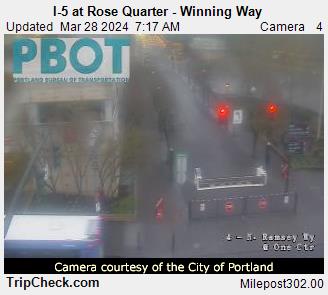 I-5 at Rose Quarter - Winning Way
Updated Mar 28 2024 7:17 AM Camera 4
PBOT
PORTLAND BUREAU OF TRANSPORTATION
4 - N. Ramsey Wy
@ One Ctr
Camera courtesy of the City of Portland
TripCheck.com Milepost302.00